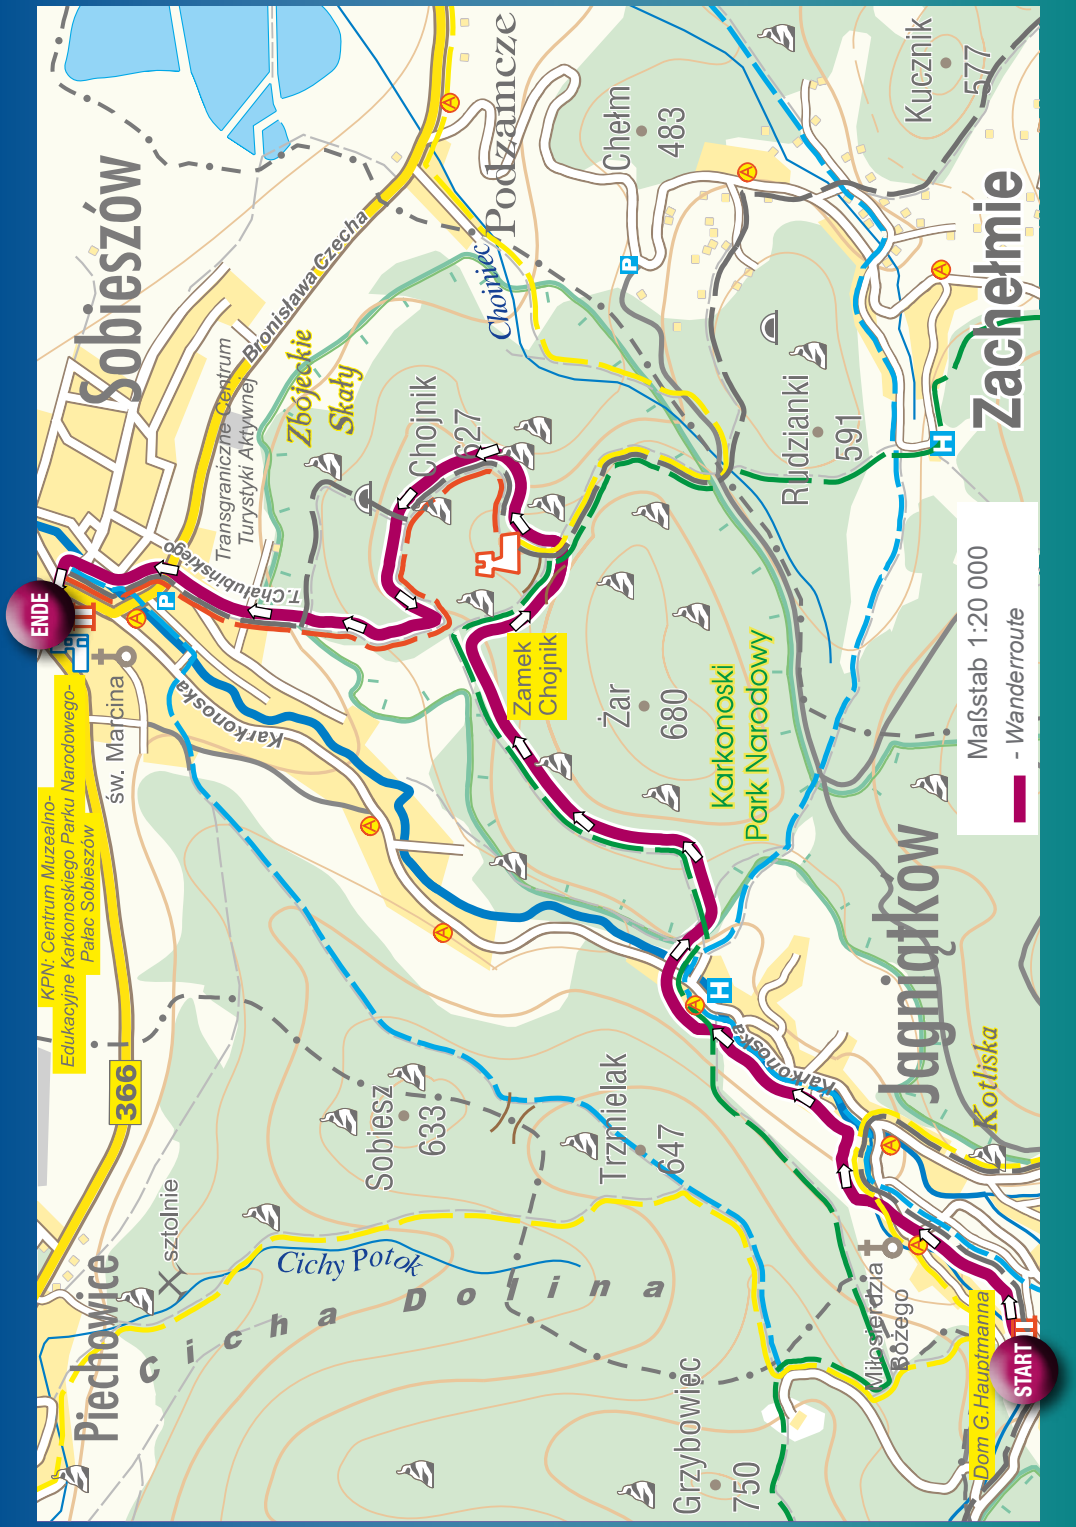 Piechowice
sztolnie
366
KPN: Centrum Muzealno-
Edukacyjne Karkonoskiego Parku Narodowego-
Pałac Sobieszów
św. Marcina
ENDE
P
Sobieszów
T. Chałubińskiego
Transgraniczne Centrum
Turystyki Aktywnej
Bronisława Czecha
Zbójeckie
Skały
Karkonoska
Cichy Potok
Cicha Dolina
Sobiesz
633
Chojnik
627
Choiniec
Podzamcze
A
A
A
A
Zamek
Chojnik
Trzmielak
647
Żar
680
Chełm
483
P
A
Grzybowiec
750
Karkonoski
Park Narodowy
H
A
Karkonoska
Rudzianki
591
Miłosierdzia
Bożego
A
A
Jagniątków
Kotliska
Kucznik
577
A
H
Zachełmie
Dom G.Hauptmanna
START
Maßstab 1:20 000
- Wanderroute